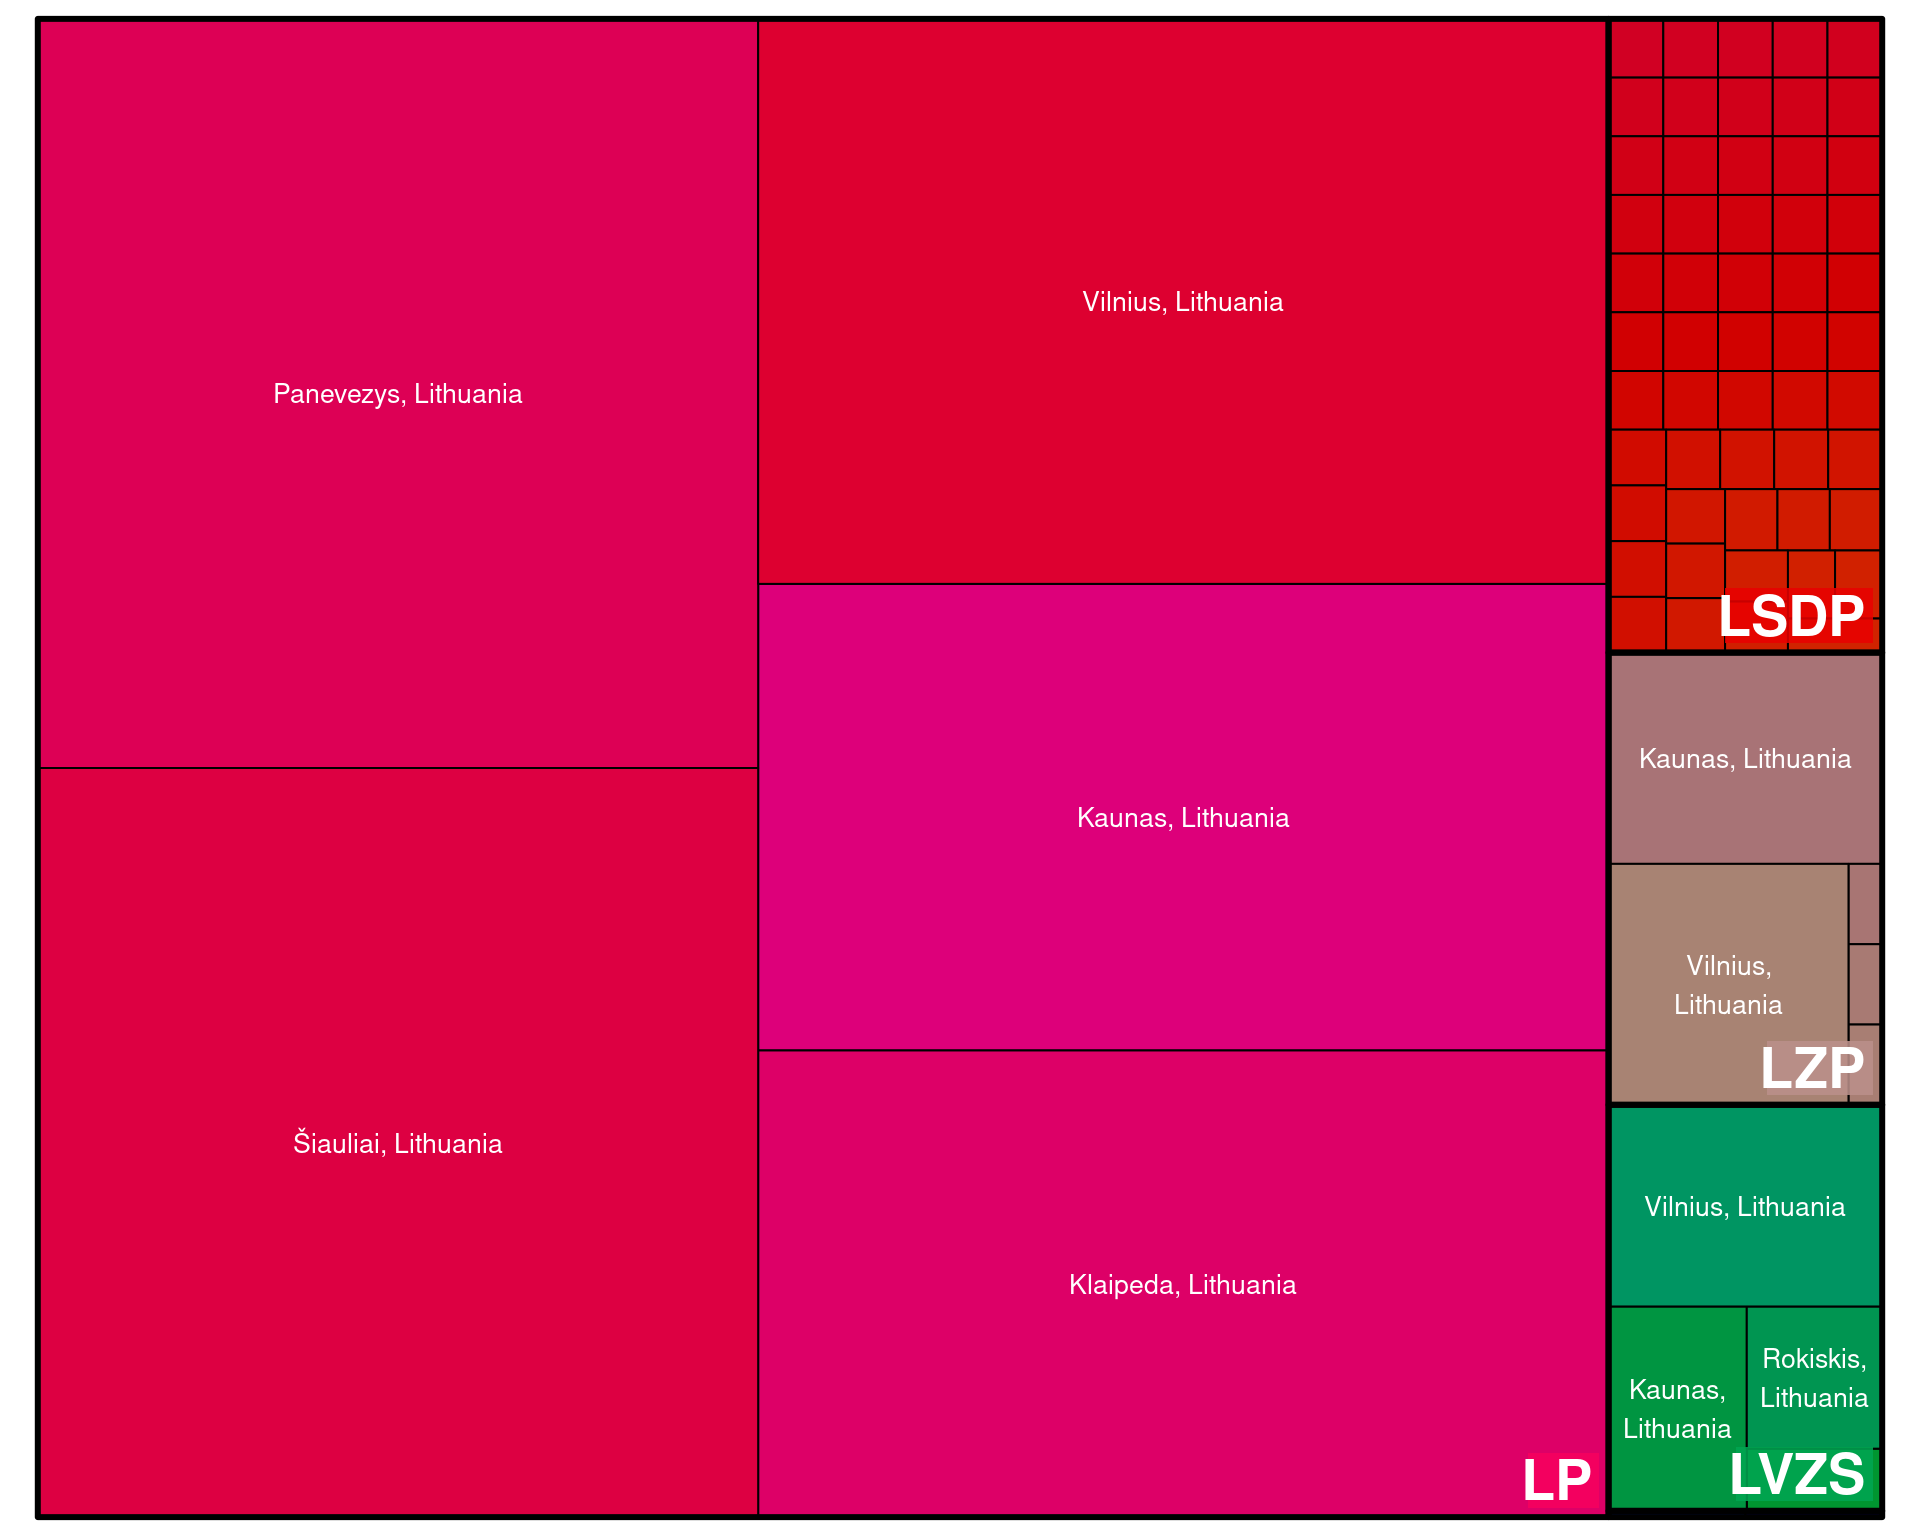 Panevezys, Lithuania
Šiauliai, Lithuania
Vilnius, Lithuania
Kaunas, Lithuania
Klaipeda, Lithuania
LP
LSDP
Kaunas, Lithuania
Vilnius,
Lithuania
LZP
Vilnius, Lithuania
Kaunas,
Lithuania
Rokiskis,
Lithuania
LVZS